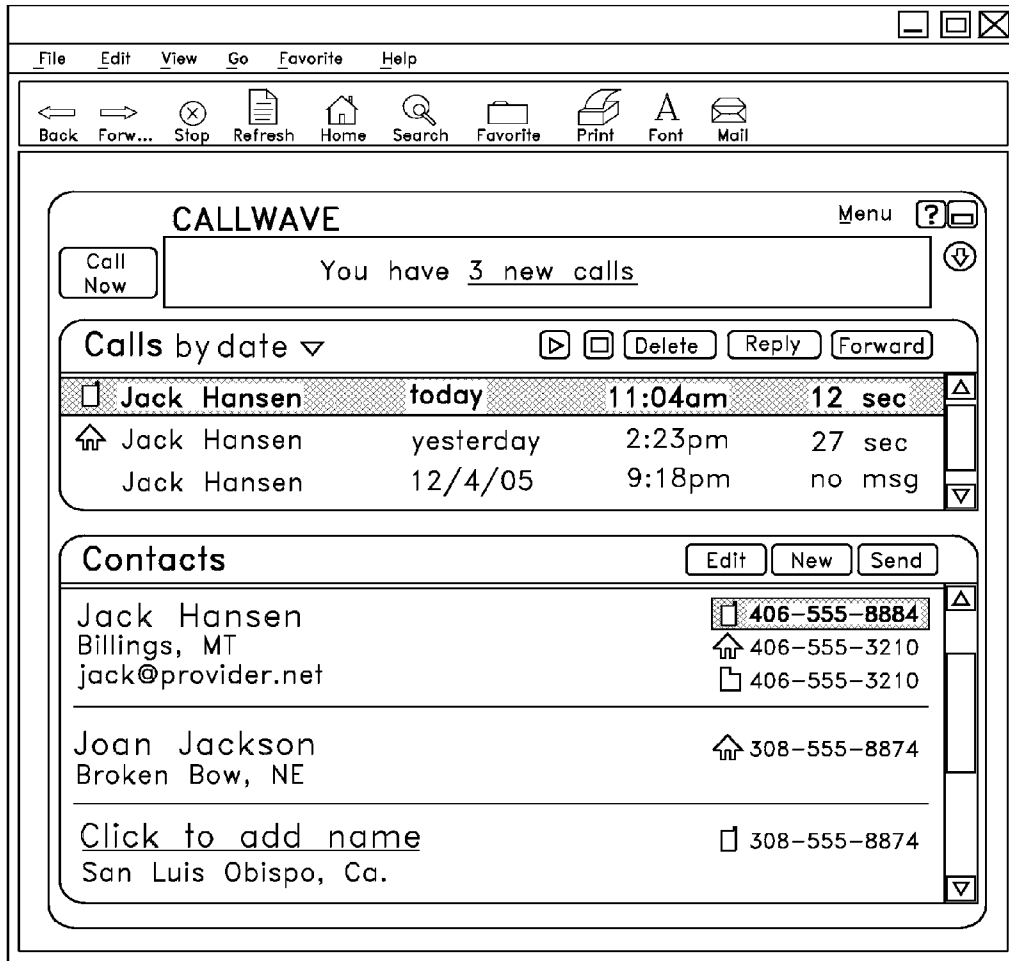 File Edit View Go Favorite Help
Back Forw... Stop Refresh Home Search Favorite Print Font Mail
CALLWAVE Menu ?
Call Now
You have 3 new calls
Calls by date Delete Reply Forward
Jack Hansen today 11:04am 12 sec
Jack Hansen yesterday 2:23pm 27 sec
Jack Hansen 12/4/05 9:18pm no msg
Contacts Edit New Send
Jack Hansen 406-555-8884
Billings, MT 406-555-3210
jack@provider.net 406-555-3210
Joan Jackson 308-555-8874
Broken Bow, NE
Click to add name 308-555-8874
San Luis Obispo, Ca.